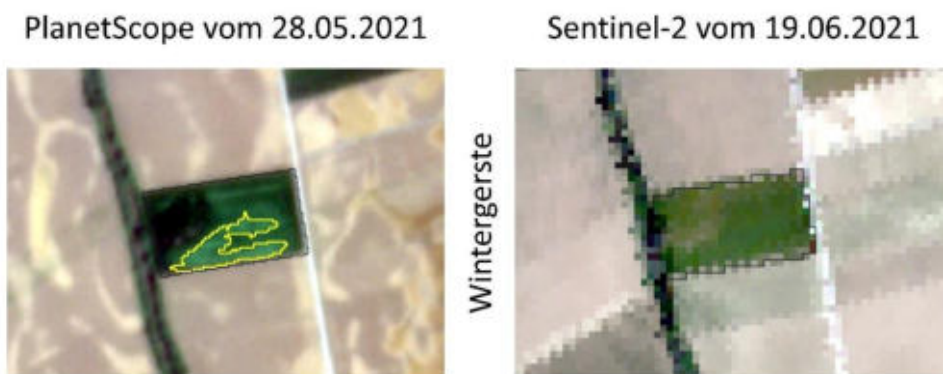 PlanetScope vom 28.05.2021
Sentinel-2 vom 19.06.2021
Wintergerste